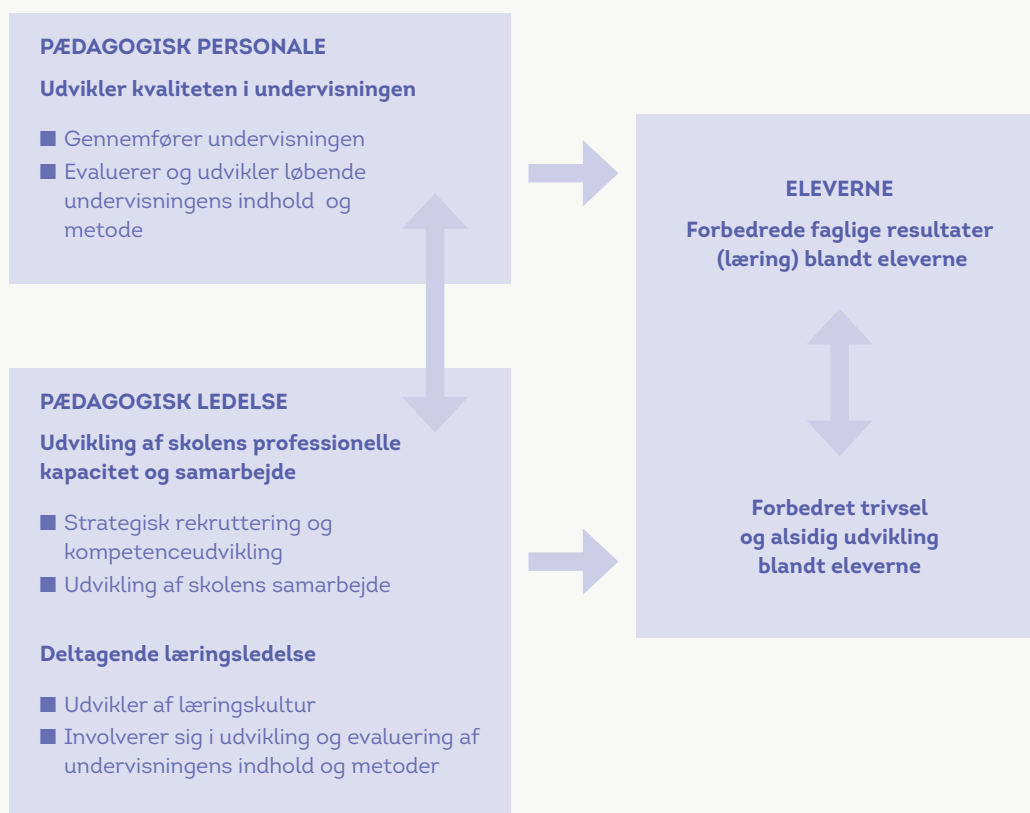 PÆDAGOGISK PERSONALE
Udvikler kvaliteten i undervisningen
■ Gennemfører undervisningen
■ Evaluerer og udvikler løbende
undervisningens indhold og
metode
PÆDAGOGISK LEDELSE
Udvikling af skolens professionelle
kapacitet og samarbejde
■ Strategisk rekruttering og
kompetenceudvikling
■ Udvikling af skolens samarbejde
Deltagende læringsledelse
■ Udvikler af læringskultur
■ Involverer sig i udvikling og evaluering af
undervisningens indhold og metoder
ELEVERNE
Forbedrede faglige resultater
(læring) blandt eleverne
Forbedret trivsel
og alsidig udvikling
blandt eleverne